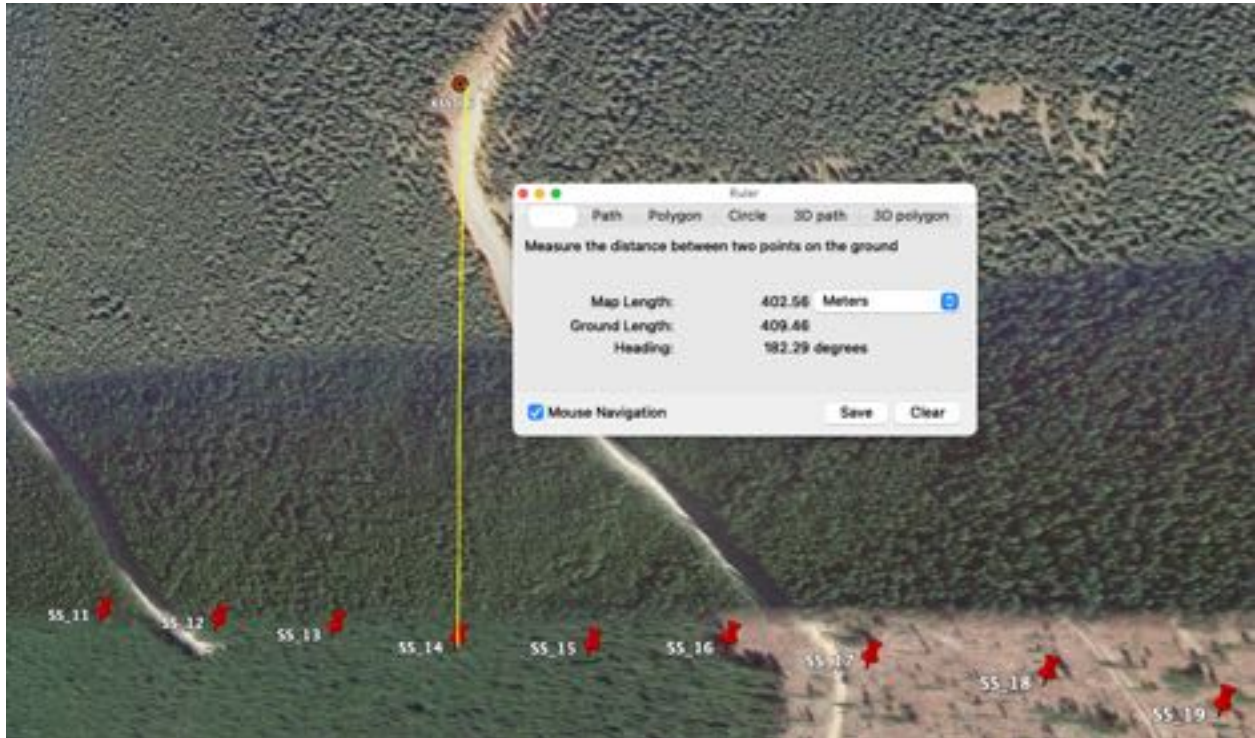 Ruler
Path Polygon Circle 3D path 3D polygon
Measure the distance between two points on the ground
Map Length: 402.56 Meters
Ground Length: 409.46
Heading: 182.29 degrees
Mouse Navigation Save Clear
SS_11
SS_12
SS_13
SS_14
SS_15
SS_16
SS_17
SS_18
SS_19